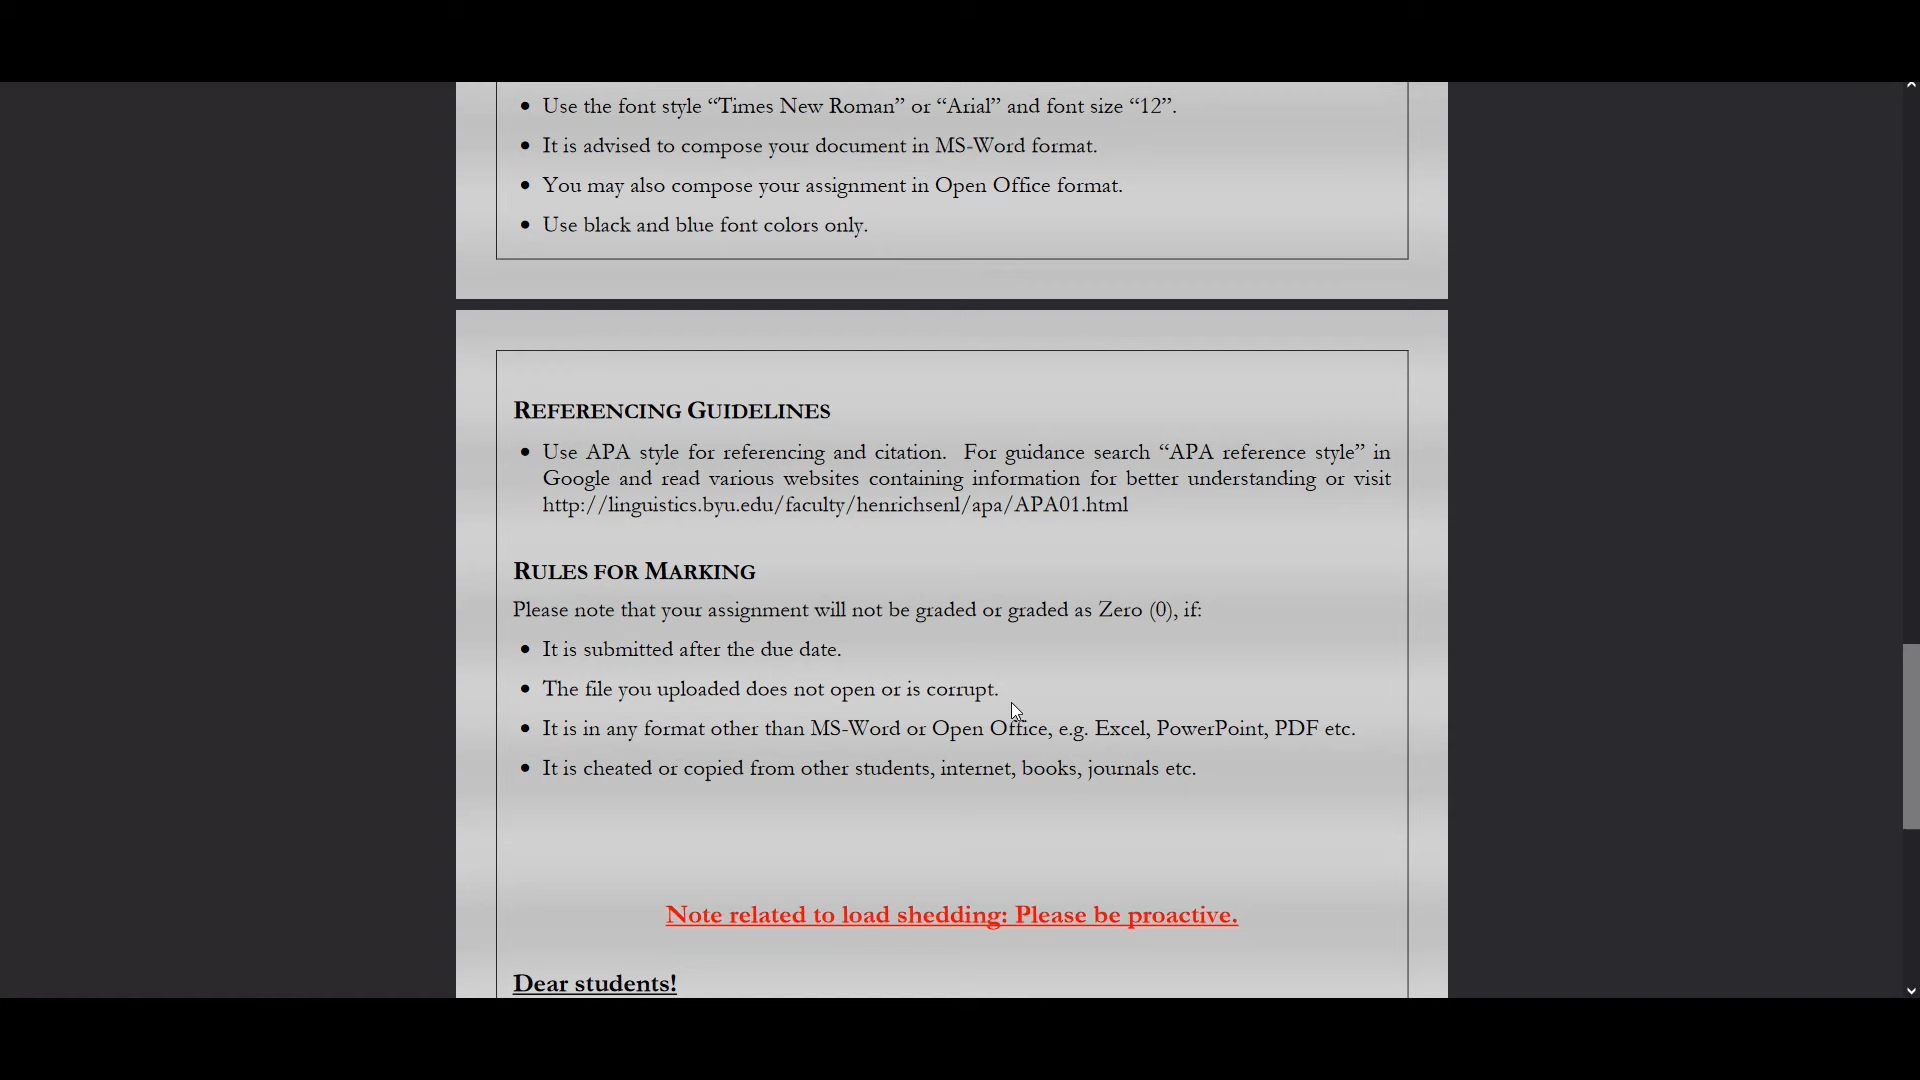 • Use the font style “Times New Roman” or “Arial” and font size “12”.
• It is advised to compose your document in MS-Word format.
• You may also compose your assignment in Open Office format.
• Use black and blue font colors only.
REFERENCING GUIDELINES
• Use APA style for referencing and citation. For guidance search “APA reference style” in
Google and read various websites containing information for better understanding or visit
http://linguistics.byu.edu/faculty/henrichsenl/apa/APA01.html
RULES FOR MARKING
Please note that your assignment will not be graded or graded as Zero (0), if:
• It is submitted after the due date.
• The file you uploaded does not open or is corrupt.
• It is in any format other than MS-Word or Open Office, e.g. Excel, PowerPoint, PDF etc.
• It is cheated or copied from other students, internet, books, journals etc.
Note related to load shedding: Please be proactive.
Dear students!